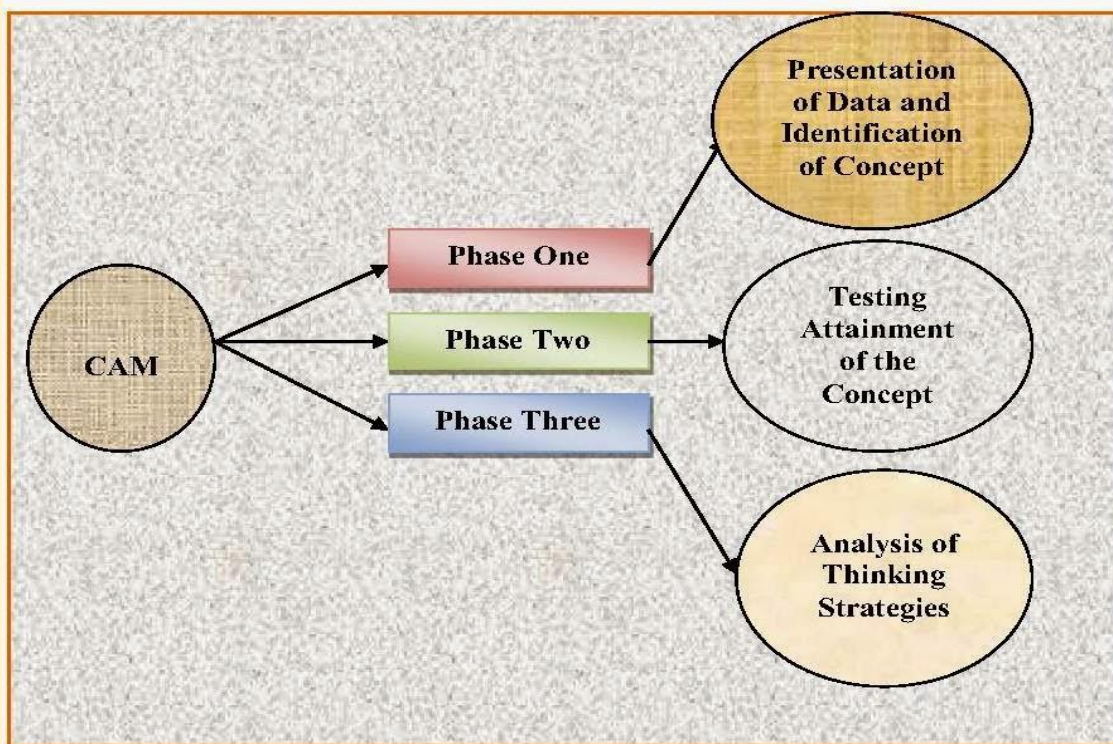 CAM
Phase One
Presentation
of Data and
Identification
of Concept
Phase Two
Testing
Attainment
of the
Concept
Phase Three
Analysis of
Thinking
Strategies